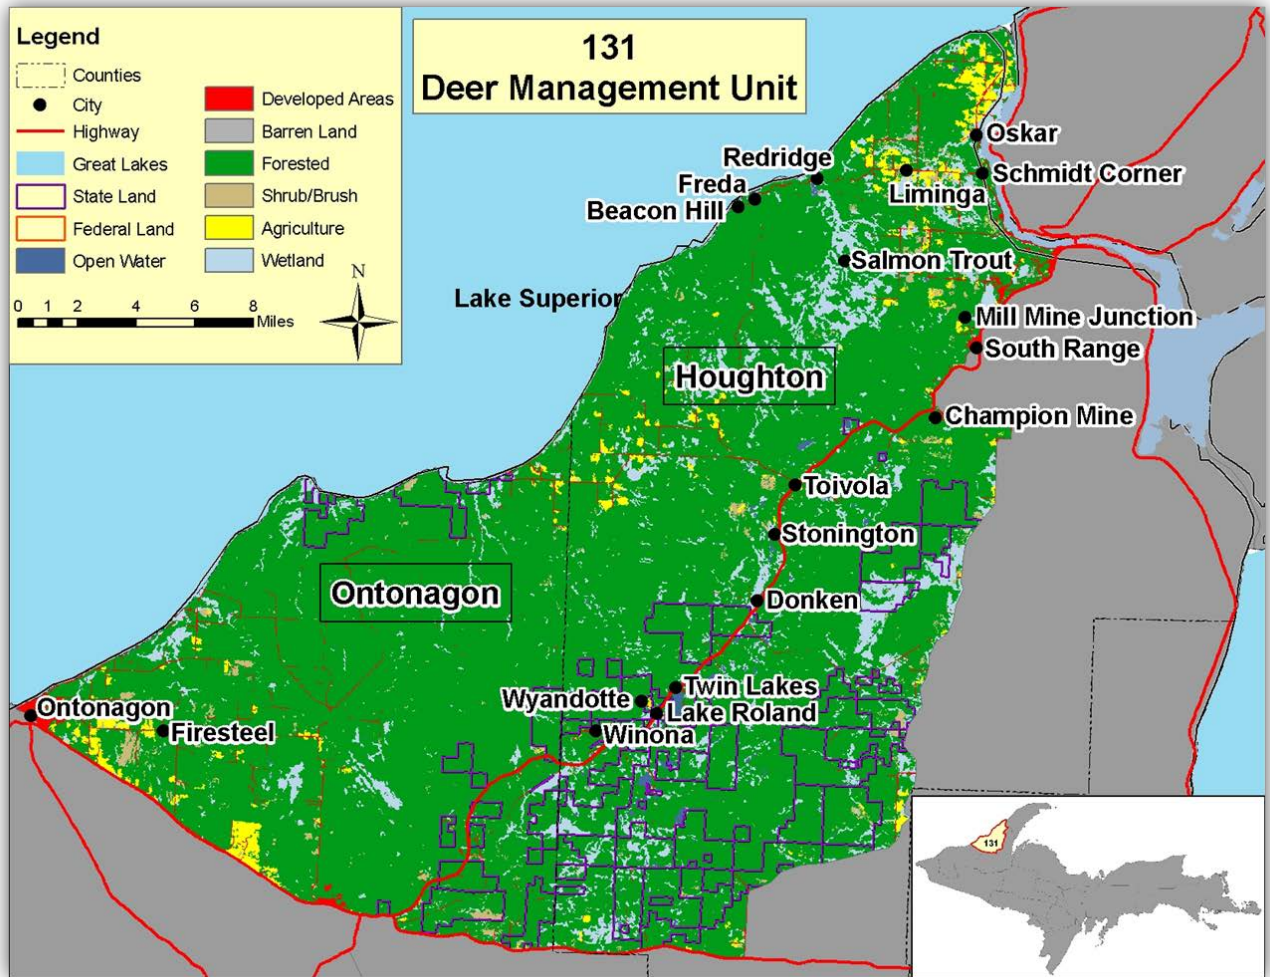 131
Deer Management Unit
Legend
Counties
City
Highway
Great Lakes
State Land
Federal Land
Open Water
Developed Areas
Barren Land
Forested
Shrub/Brush
Agriculture
Wetland
N
0 1 2 4 6 8
Miles
Oskar
Redridge
Schmidt Corner
Freda
Liminga
Beacon Hill
Salmon Trout
Lake Superior
Mill Mine Junction
South Range
Houghton
Champion Mine
Toivola
Stonington
Ontonagon
Donken
Twin Lakes
Wyandotte
Lake Roland
Ontonagon
Firesteel
Winona
131